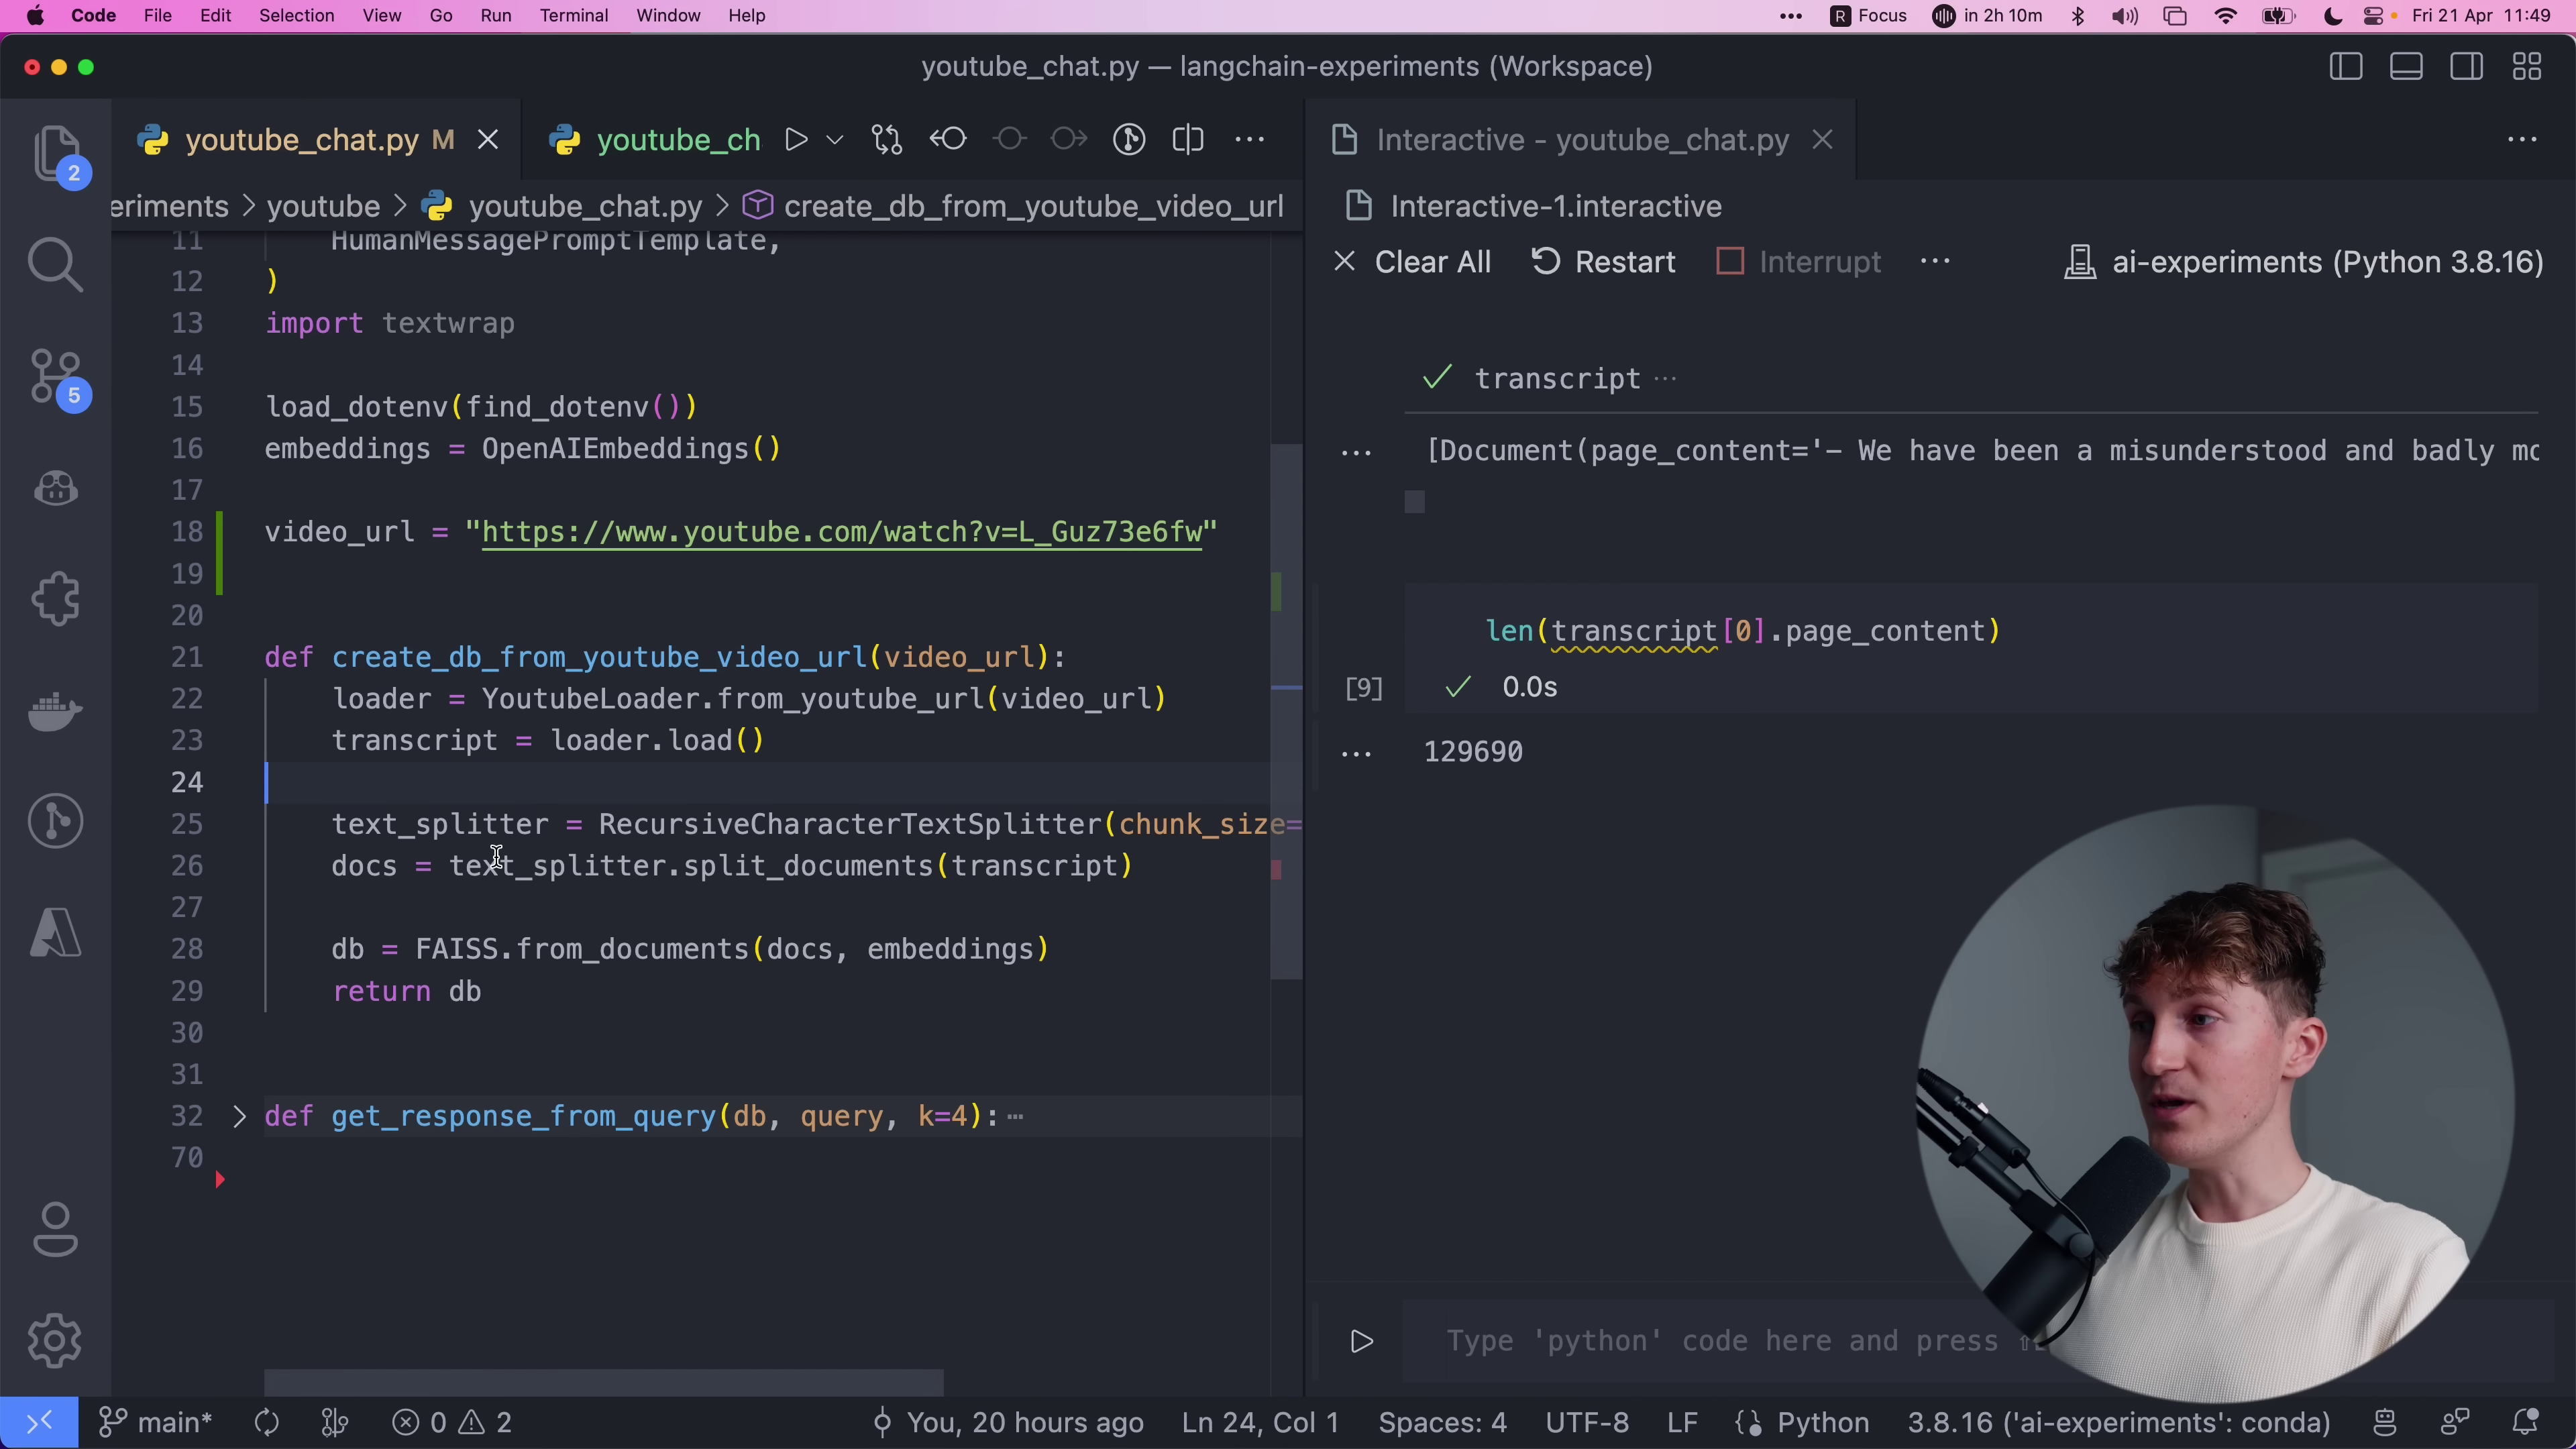 Code File Edit Selection View Go Run Terminal Window Help
R Focus in 2h 10m Fri 21 Apr 11:49
youtube_chat.py — langchain-experiments (Workspace)
youtube_chat.py M
youtube_ch
Interactive - youtube_chat.py
2
eriments > youtube > youtube_chat.py > create_db_from_youtube_video_url
Interactive-1.interactive
Clear All Restart Interrupt ··· ai-experiments (Python 3.8.16)
5
11 HumanMessagePromptTemplate,
12 )
13 import textwrap
14
15 load_dotenv(find_dotenv())
16 embeddings = OpenAIEmbeddings()
17
18 video_url = "https://www.youtube.com/watch?v=L_Guz73e6fw"
19
20
21 def create_db_from_youtube_video_url(video_url):
22 loader = YoutubeLoader.from_youtube_url(video_url)
23 transcript = loader.load()
24
25 text_splitter = RecursiveCharacterTextSplitter(chunk_size=
26 docs = text_splitter.split_documents(transcript)
27
28 db = FAISS.from_documents(docs, embeddings)
29 return db
30
31
32 def get_response_from_query(db, query, k=4):···
70
transcript ···
[Document(page_content='– We have been a misunderstood and badly mo
len(transcript[0].page_content)
[9] 0.0s
129690
Type 'python' code here and press
main* 0 2 You, 20 hours ago Ln 24, Col 1 Spaces: 4 UTF-8 LF Python 3.8.16 ('ai-experiments': conda)